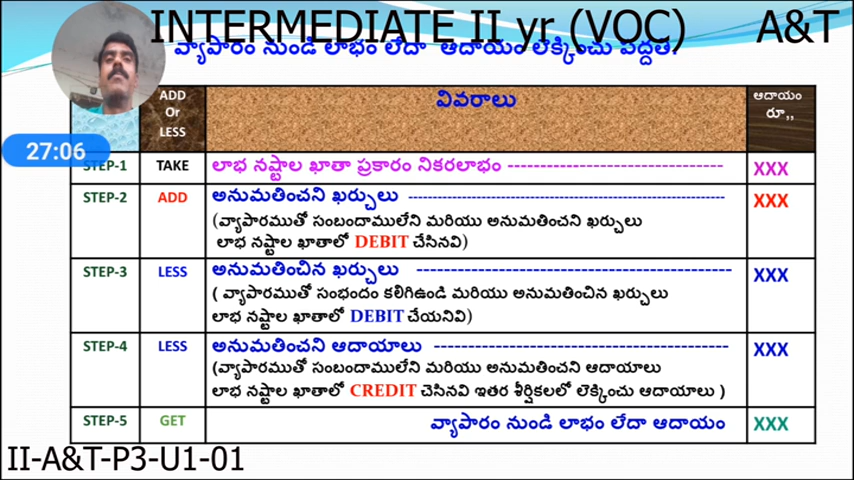 INTERMEDIATE II yr (VOC) A&T
వ్యాపారం నుండి లాభం లేదా ఆదాయం లెక్కించు పద్ధతి.
ADD
Or
LESS
వివరాలు
ఆదాయం
రూ,,
27:06
STEP-1 TAKE లాభ నష్టాల ఖాతా ప్రకారం నికరలాభం -------------------------------- XXX
STEP-2 ADD అనుమతించని ఖర్చులు ---------------------------------------------------------------- XXX
(వ్యాపారముతో సంబందాములేని మరియు అనుమతించని ఖర్చులు
లాభ నష్టాల ఖాతాలో DEBIT చేసినవి)
STEP-3 LESS అనుమతించిన ఖర్చులు ---------------------------------------------- XXX
( వ్యాపారముతో సంభందం కలిగిఉండి మరియు అనుమతించిన ఖర్చులు
లాభ నష్టాల ఖాతాలో DEBIT చేయనివి)
STEP-4 LESS అనుమతించని ఆదాయాలు ------------------------------------------- XXX
(వ్యాపారముతో సంబందాములేని మరియు అనుమతించని ఆదాయాలు
లాభ నష్టాల ఖాతాలో CREDIT చెసినవి ఇతర శీర్షికలలో లెక్కించు ఆదాయాలు )
STEP-5 GET వ్యాపారం నుండి లాభం లేదా ఆదాయం XXX
II-A&T-P3-U1-01